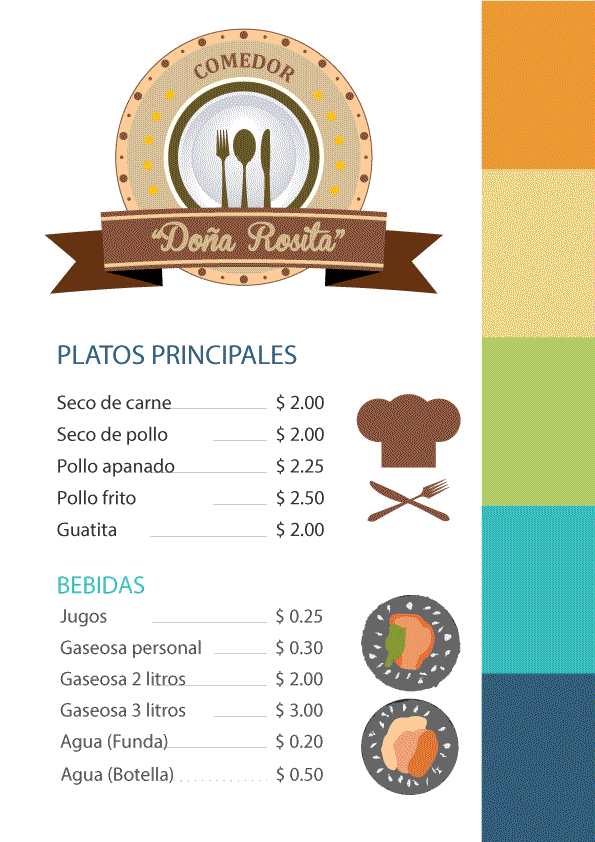 COMEDOR
"Doña Rosita"
PLATOS PRINCIPALES
Seco de carne $ 2.00
Seco de pollo $ 2.00
Pollo apanado $ 2.25
Pollo frito $ 2.50
Guatita $ 2.00
BEBIDAS
Jugos $ 0.25
Gaseosa personal $ 0.30
Gaseosa 2 litros $ 2.00
Gaseosa 3 litros $ 3.00
Agua (Funda) $ 0.20
Agua (Botella) $ 0.50